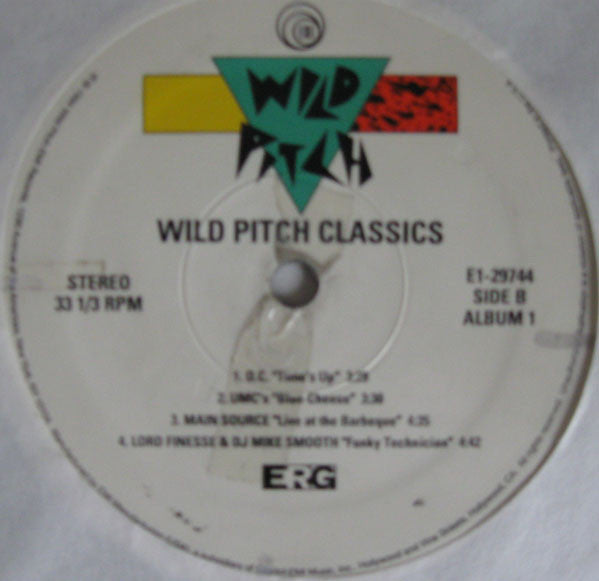 WILD
PITCH
WILD PITCH CLASSICS
STEREO
33 1/3 RPM
E1-29744
SIDE B
ALBUM 1
1. O.C. "Time's Up" 3:28
2. UMC's "Blue Cheese" 3:30
3. MAIN SOURCE "Live at the Barbeque" 4:35
4. LORD FINESSE & DJ MIKE SMOOTH "Funky Technician" 4:42
ERG